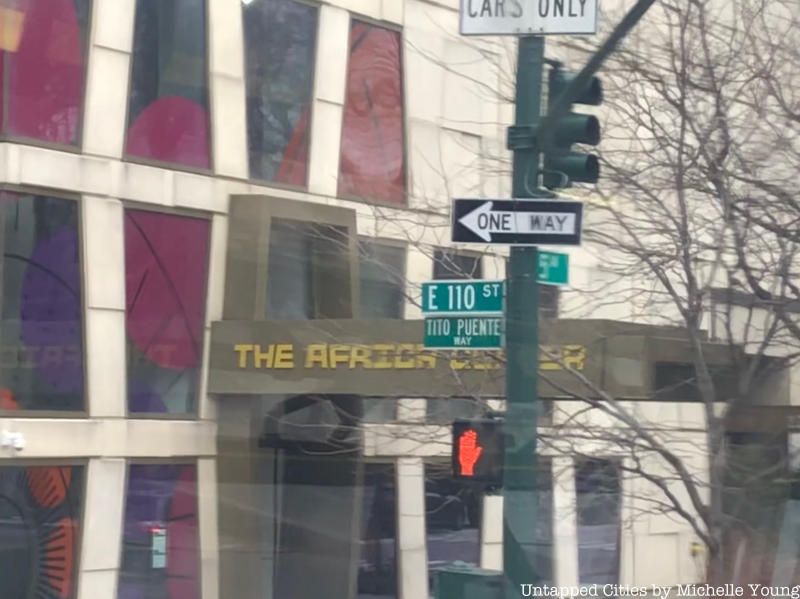 CARS ONLY
ONE WAY
E 110 ST
TITO PUENTE
WAY
THE AFRICA
Untapped Cities by Michelle Young